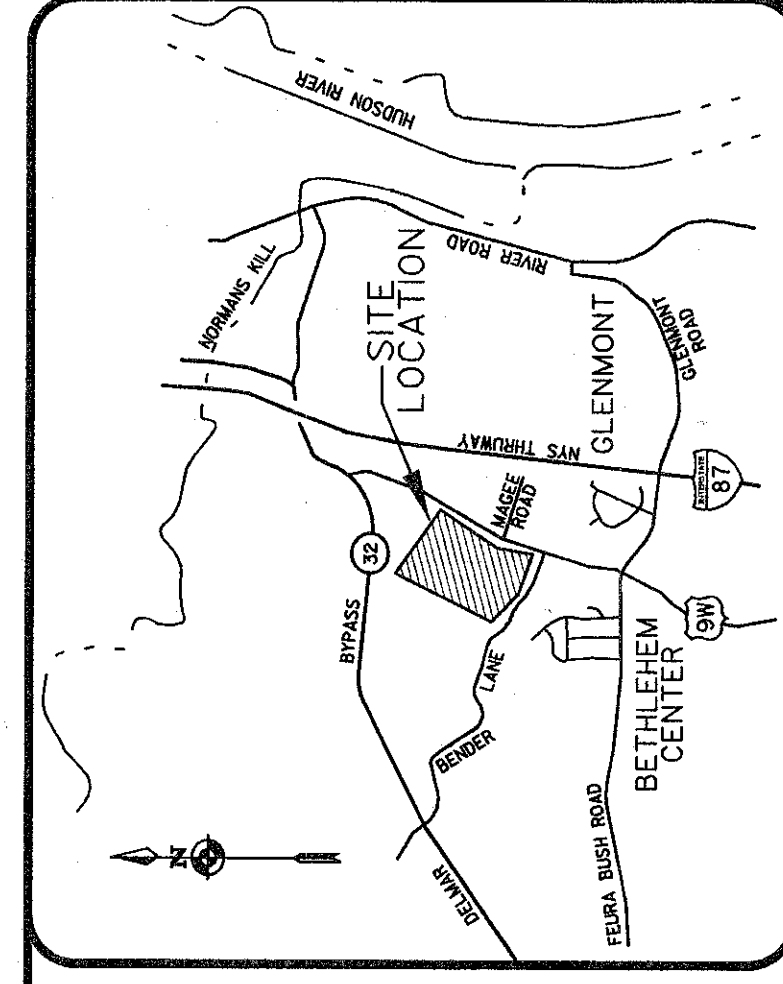 HUDSON RIVER
NORMANS KILL
RIVER ROAD
SITE
LOCATION
NYS THRUWAY
GLENMONT
GLENMONT
ROAD
INTERSTATE
87
MAGEE
ROAD
32
BYPASS
LANE
BENDER
DELMAR
9W
BETHLEHEM
CENTER
FEURA BUSH ROAD
N